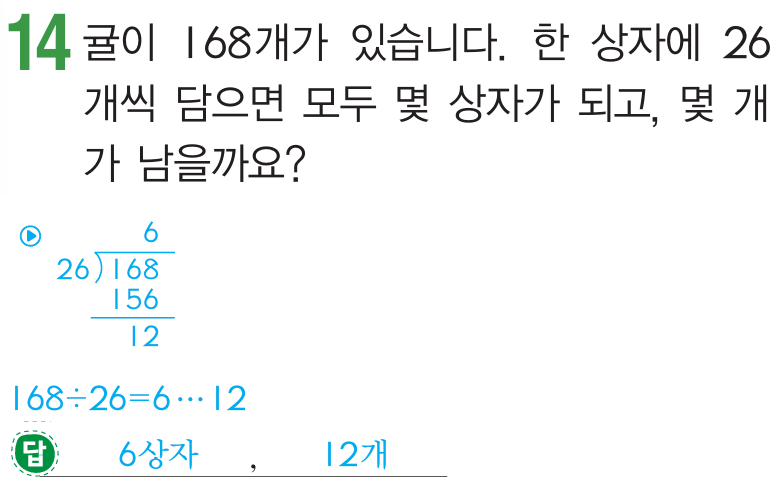 14 귤이 168개가 있습니다. 한 상자에 26
개씩 담으면 모두 몇 상자가 되고, 몇 개
가 남을까요?
6
26)168
156
12
168÷26=6…12
답 6상자 , 12개